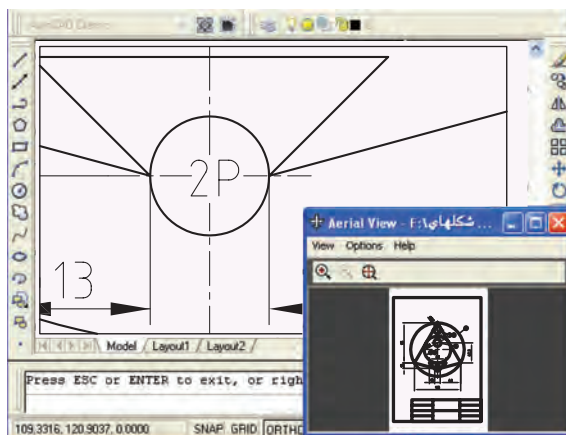 AutoCAD Classic
2P
13
Aerial View - F:\شکلهای ...
View Options Help
Model / Layout1 / Layout2 /
Press ESC or ENTER to exit, or righ
109.3316, 120.9037, 0.0000 SNAP GRID ORTHO